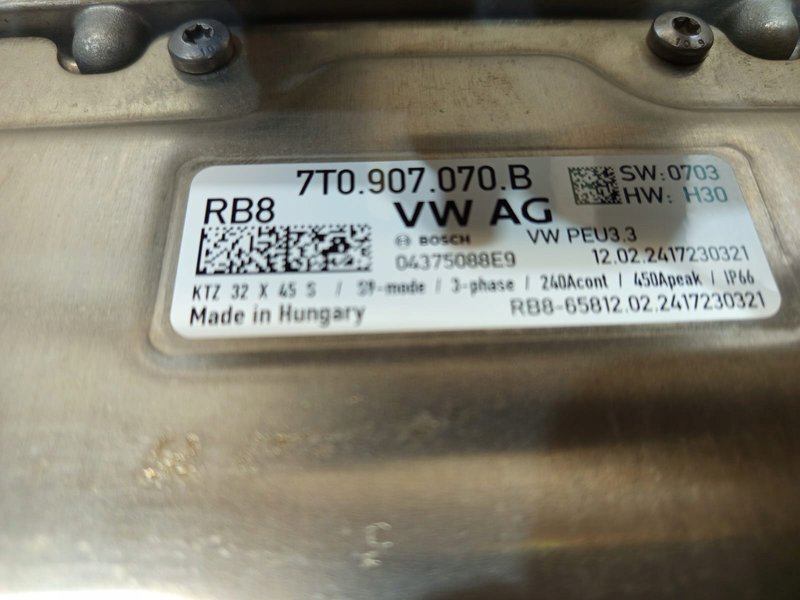 7T0.907.070.B
SW:0703
RB8
VW AG
HW: H30
BOSCH
VW PEU3.3
04375088E9
12.02.2417230321
KTZ 32 X 45 S / S9-mode / 3-phase / 240Acont / 450Apeak / IP66
Made in Hungary
RB8-65812.02.2417230321